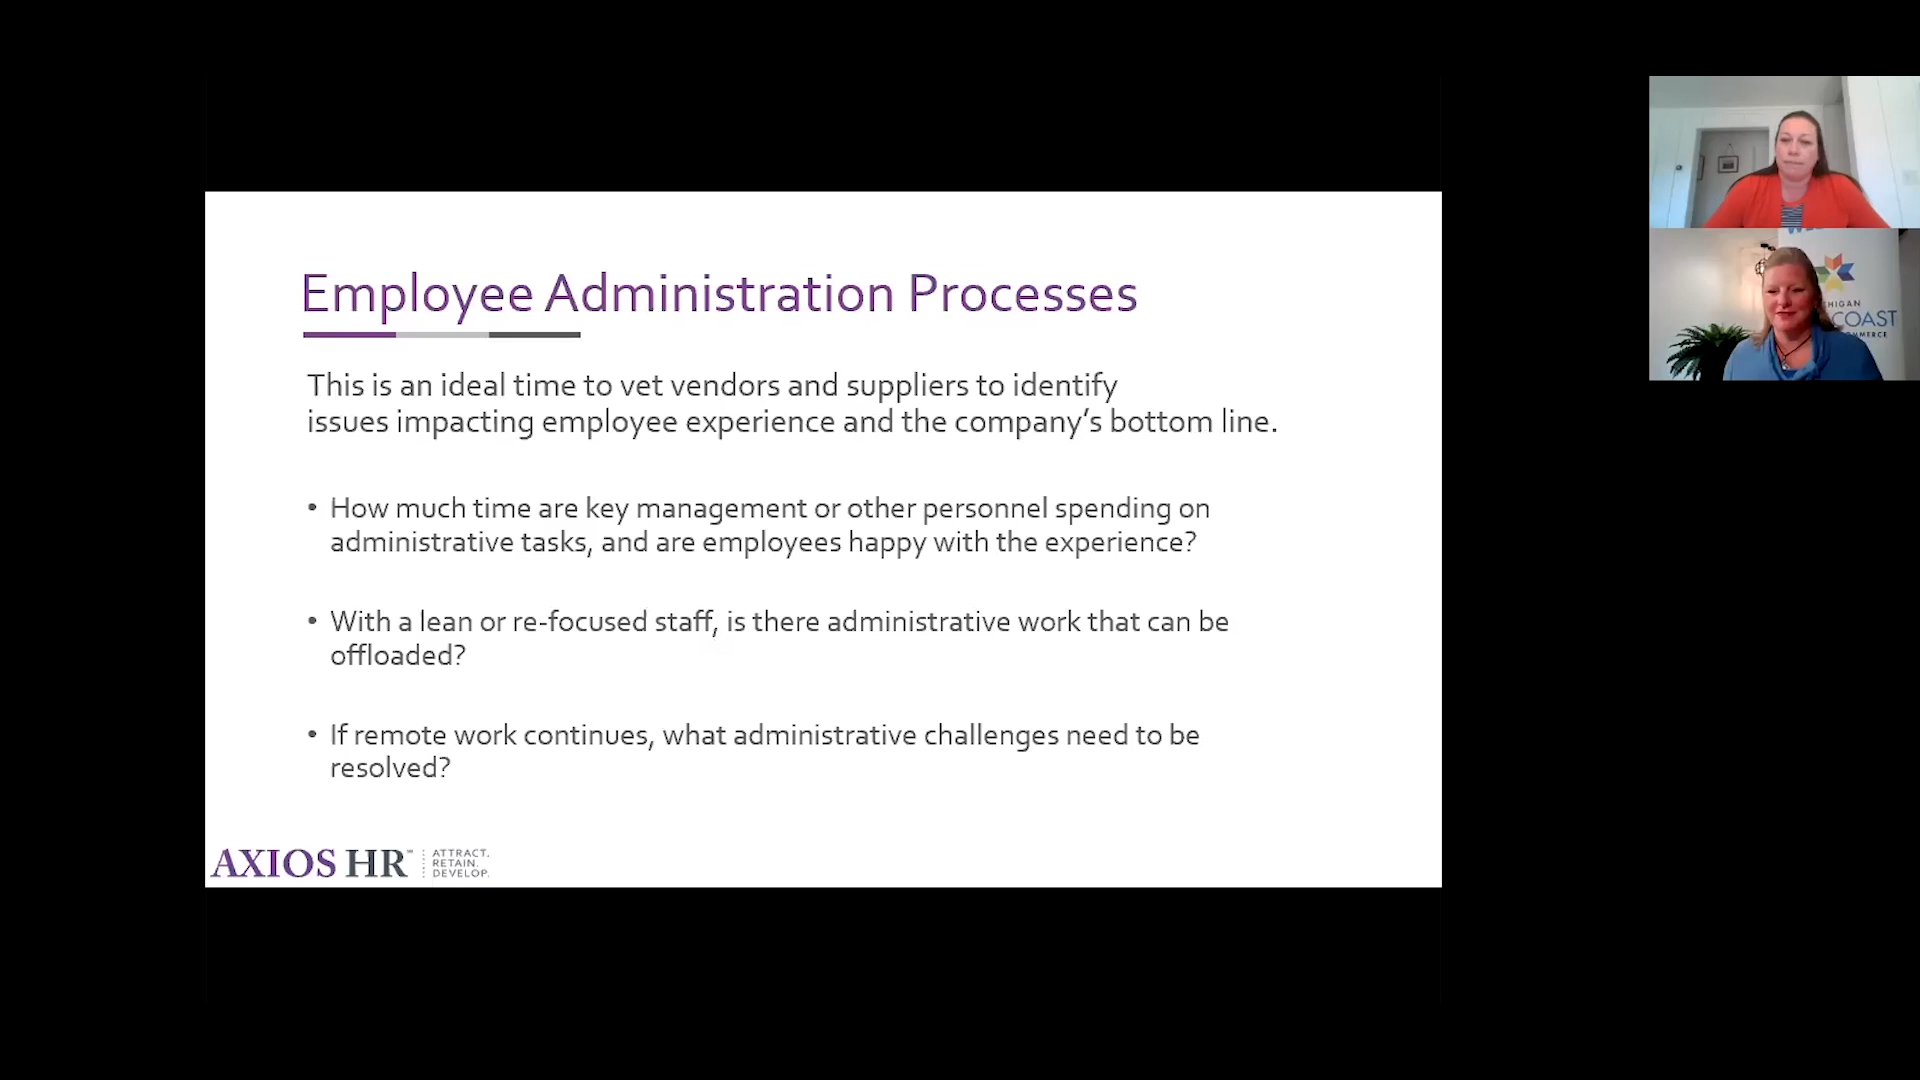 Employee Administration Processes
This is an ideal time to vet vendors and suppliers to identify
issues impacting employee experience and the company's bottom line.
• How much time are key management or other personnel spending on
administrative tasks, and are employees happy with the experience?
• With a lean or re-focused staff, is there administrative work that can be
offloaded?
• If remote work continues, what administrative challenges need to be
resolved?
AXIOS HR
ATTRACT.
RETAIN.
DEVELOP.
COAST